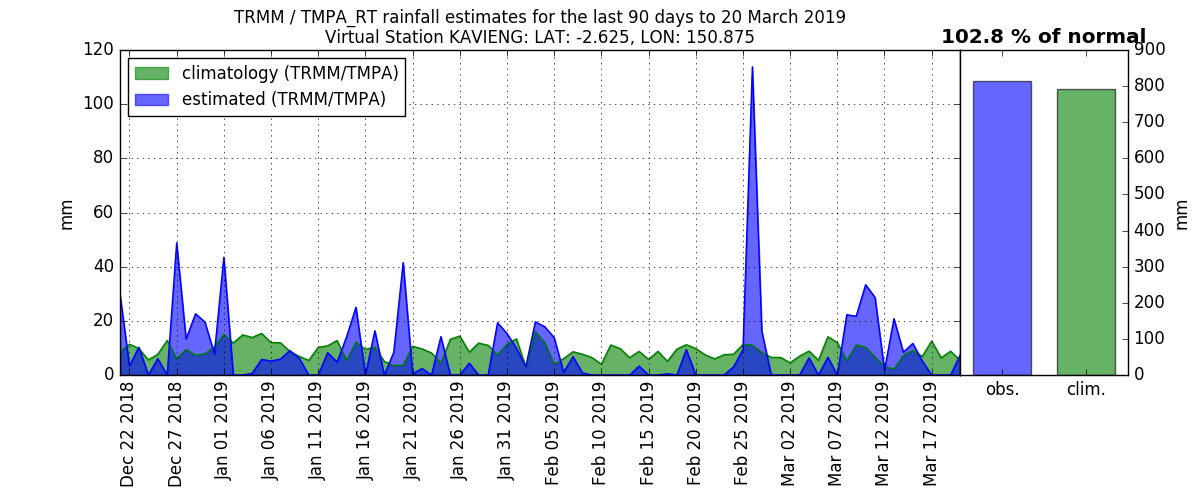 TRMM / TMPA_RT rainfall estimates for the last 90 days to 20 March 2019
Virtual Station KAVIENG: LAT: -2.625, LON: 150.875
102.8 % of normal
climatology (TRMM/TMPA)
estimated (TRMM/TMPA)
mm
120
100
80
60
40
20
0
Dec 22 2018
Dec 27 2018
Jan 01 2019
Jan 06 2019
Jan 11 2019
Jan 16 2019
Jan 21 2019
Jan 26 2019
Jan 31 2019
Feb 05 2019
Feb 10 2019
Feb 15 2019
Feb 20 2019
Feb 25 2019
Mar 02 2019
Mar 07 2019
Mar 12 2019
Mar 17 2019
obs.
clim.
900
800
700
600
500
400
300
200
100
0
mm